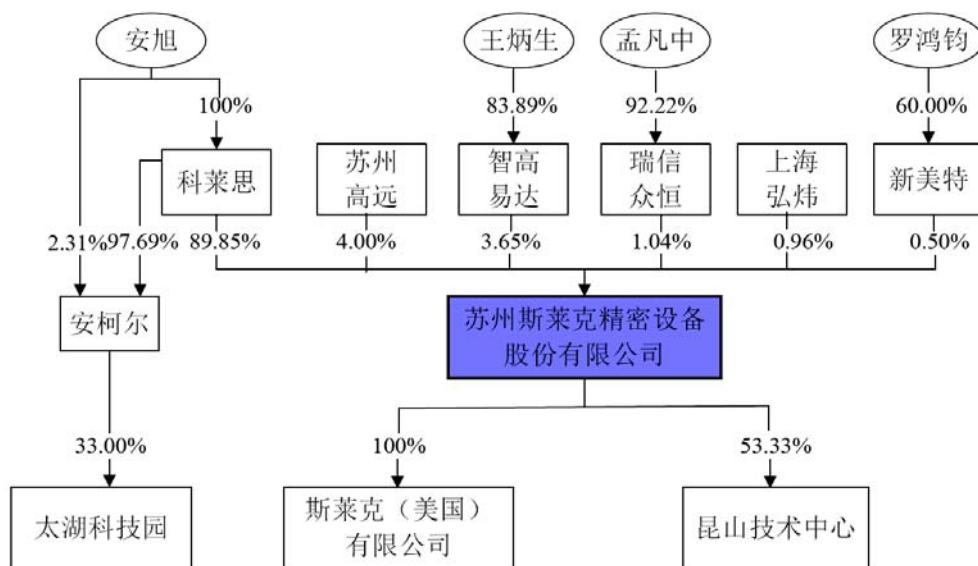 安旭
王炳生
孟凡中
罗鸿钧
100%
83.89%
92.22%
60.00%
科莱思
苏州
高远
智高
易达
瑞信
众恒
上海
弘炜
新美特
2.31%
97.69%
89.85%
4.00%
3.65%
1.04%
0.96%
0.50%
安柯尔
苏州斯莱克精密设备
股份有限公司
33.00%
100%
53.33%
太湖科技园
斯莱克（美国）
有限公司
昆山技术中心